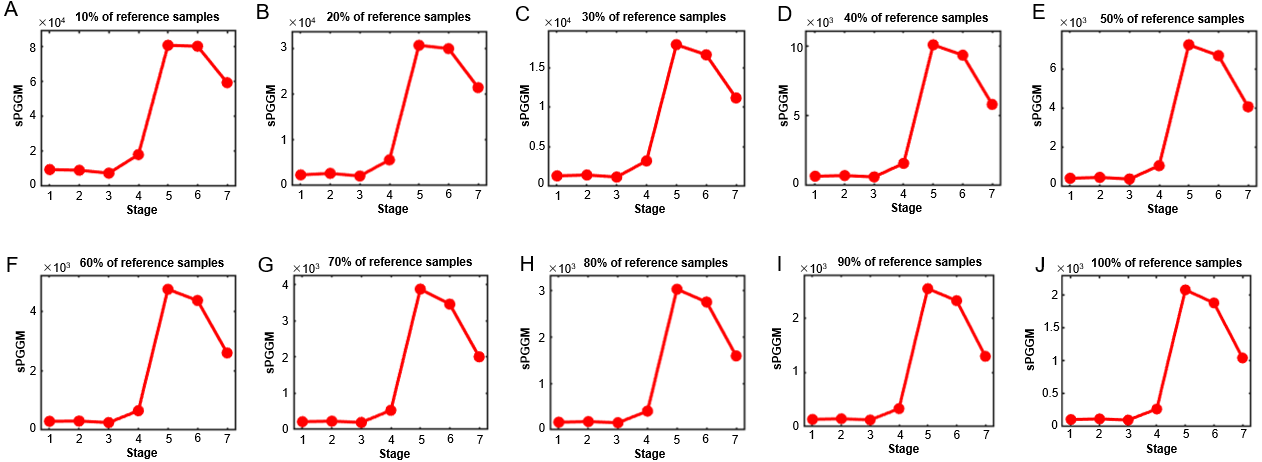 A
10% of reference samples
×10⁴
8
6
4
2
0
sPGGM
1 2 3 4 5 6 7
Stage
B
20% of reference samples
×10⁴
3
2
1
0
sPGGM
1 2 3 4 5 6 7
Stage
C
30% of reference samples
×10⁴
1.5
1
0.5
0
sPGGM
1 2 3 4 5 6 7
Stage
D
40% of reference samples
×10³
10
5
0
sPGGM
1 2 3 4 5 6 7
Stage
E
50% of reference samples
×10³
6
4
2
0
sPGGM
1 2 3 4 5 6 7
Stage
F
60% of reference samples
×10³
4
2
0
sPGGM
1 2 3 4 5 6 7
Stage
G
70% of reference samples
×10³
4
3
2
1
0
sPGGM
1 2 3 4 5 6 7
Stage
H
80% of reference samples
×10³
3
2
1
0
sPGGM
1 2 3 4 5 6 7
Stage
I
90% of reference samples
×10³
2
1
0
sPGGM
1 2 3 4 5 6 7
Stage
J
100% of reference samples
×10³
2
1.5
1
0.5
0
sPGGM
1 2 3 4 5 6 7
Stage